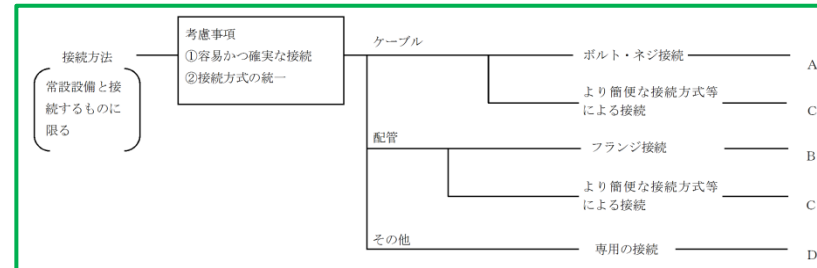 接続方法
常設設備と接
続するものに
限る
考慮事項
①容易かつ確実な接続
②接続方式の統一
ケーブル
ボルト・ネジ接続
A
より簡便な接続方式等
による接続
C
配管
フランジ接続
B
より簡便な接続方式等
による接続
C
その他
専用の接続
D